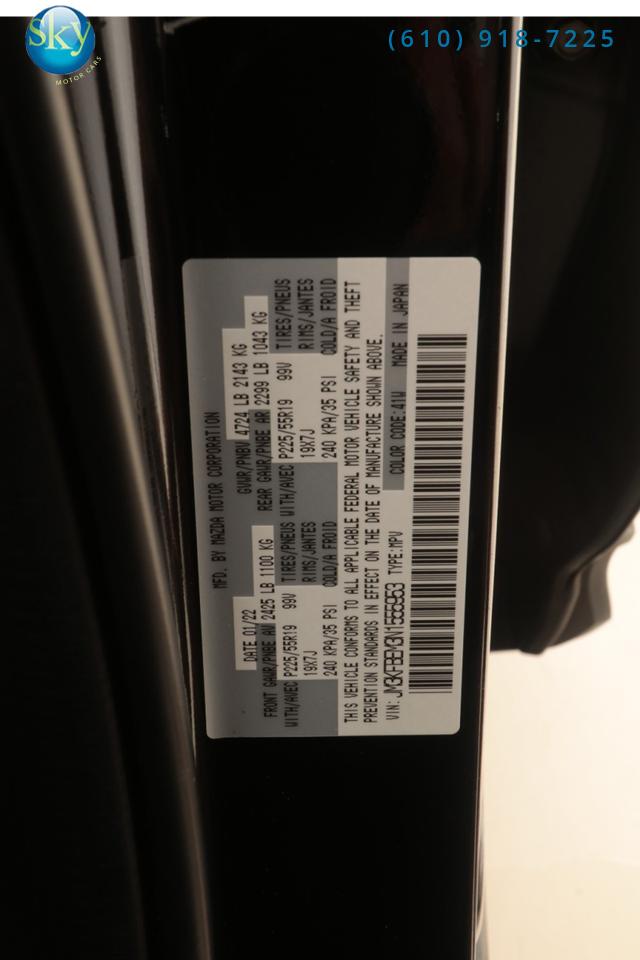 Sky
MOTOR CARS
(610) 918-7225
MFD. BY MAZDA MOTOR CORPORATION
DATE 01/22 GVWR/PNBV 4724 LB 2143 KG
FRONT GAWR/PNBE AV 2425 LB 1100 KG REAR GAWR/PNBE AR 2299 LB 1043 KG
WITH/AVEC P225/55R19 99V TIRES/PNEUS WITH/AVEC P225/55R19 99V TIRES/PNEUS
19X7J RIMS/JANTES 19X7J RIMS/JANTES
240 KPA/35 PSI COLD/A FROID 240 KPA/35 PSI COLD/A FROID
THIS VEHICLE CONFORMS TO ALL APPLICABLE FEDERAL MOTOR VEHICLE SAFETY AND THEFT
PREVENTION STANDARDS IN EFFECT ON THE DATE OF MANUFACTURE SHOWN ABOVE.
VIN: TYPE:MPV COLOR CODE:41W MADE IN JAPAN